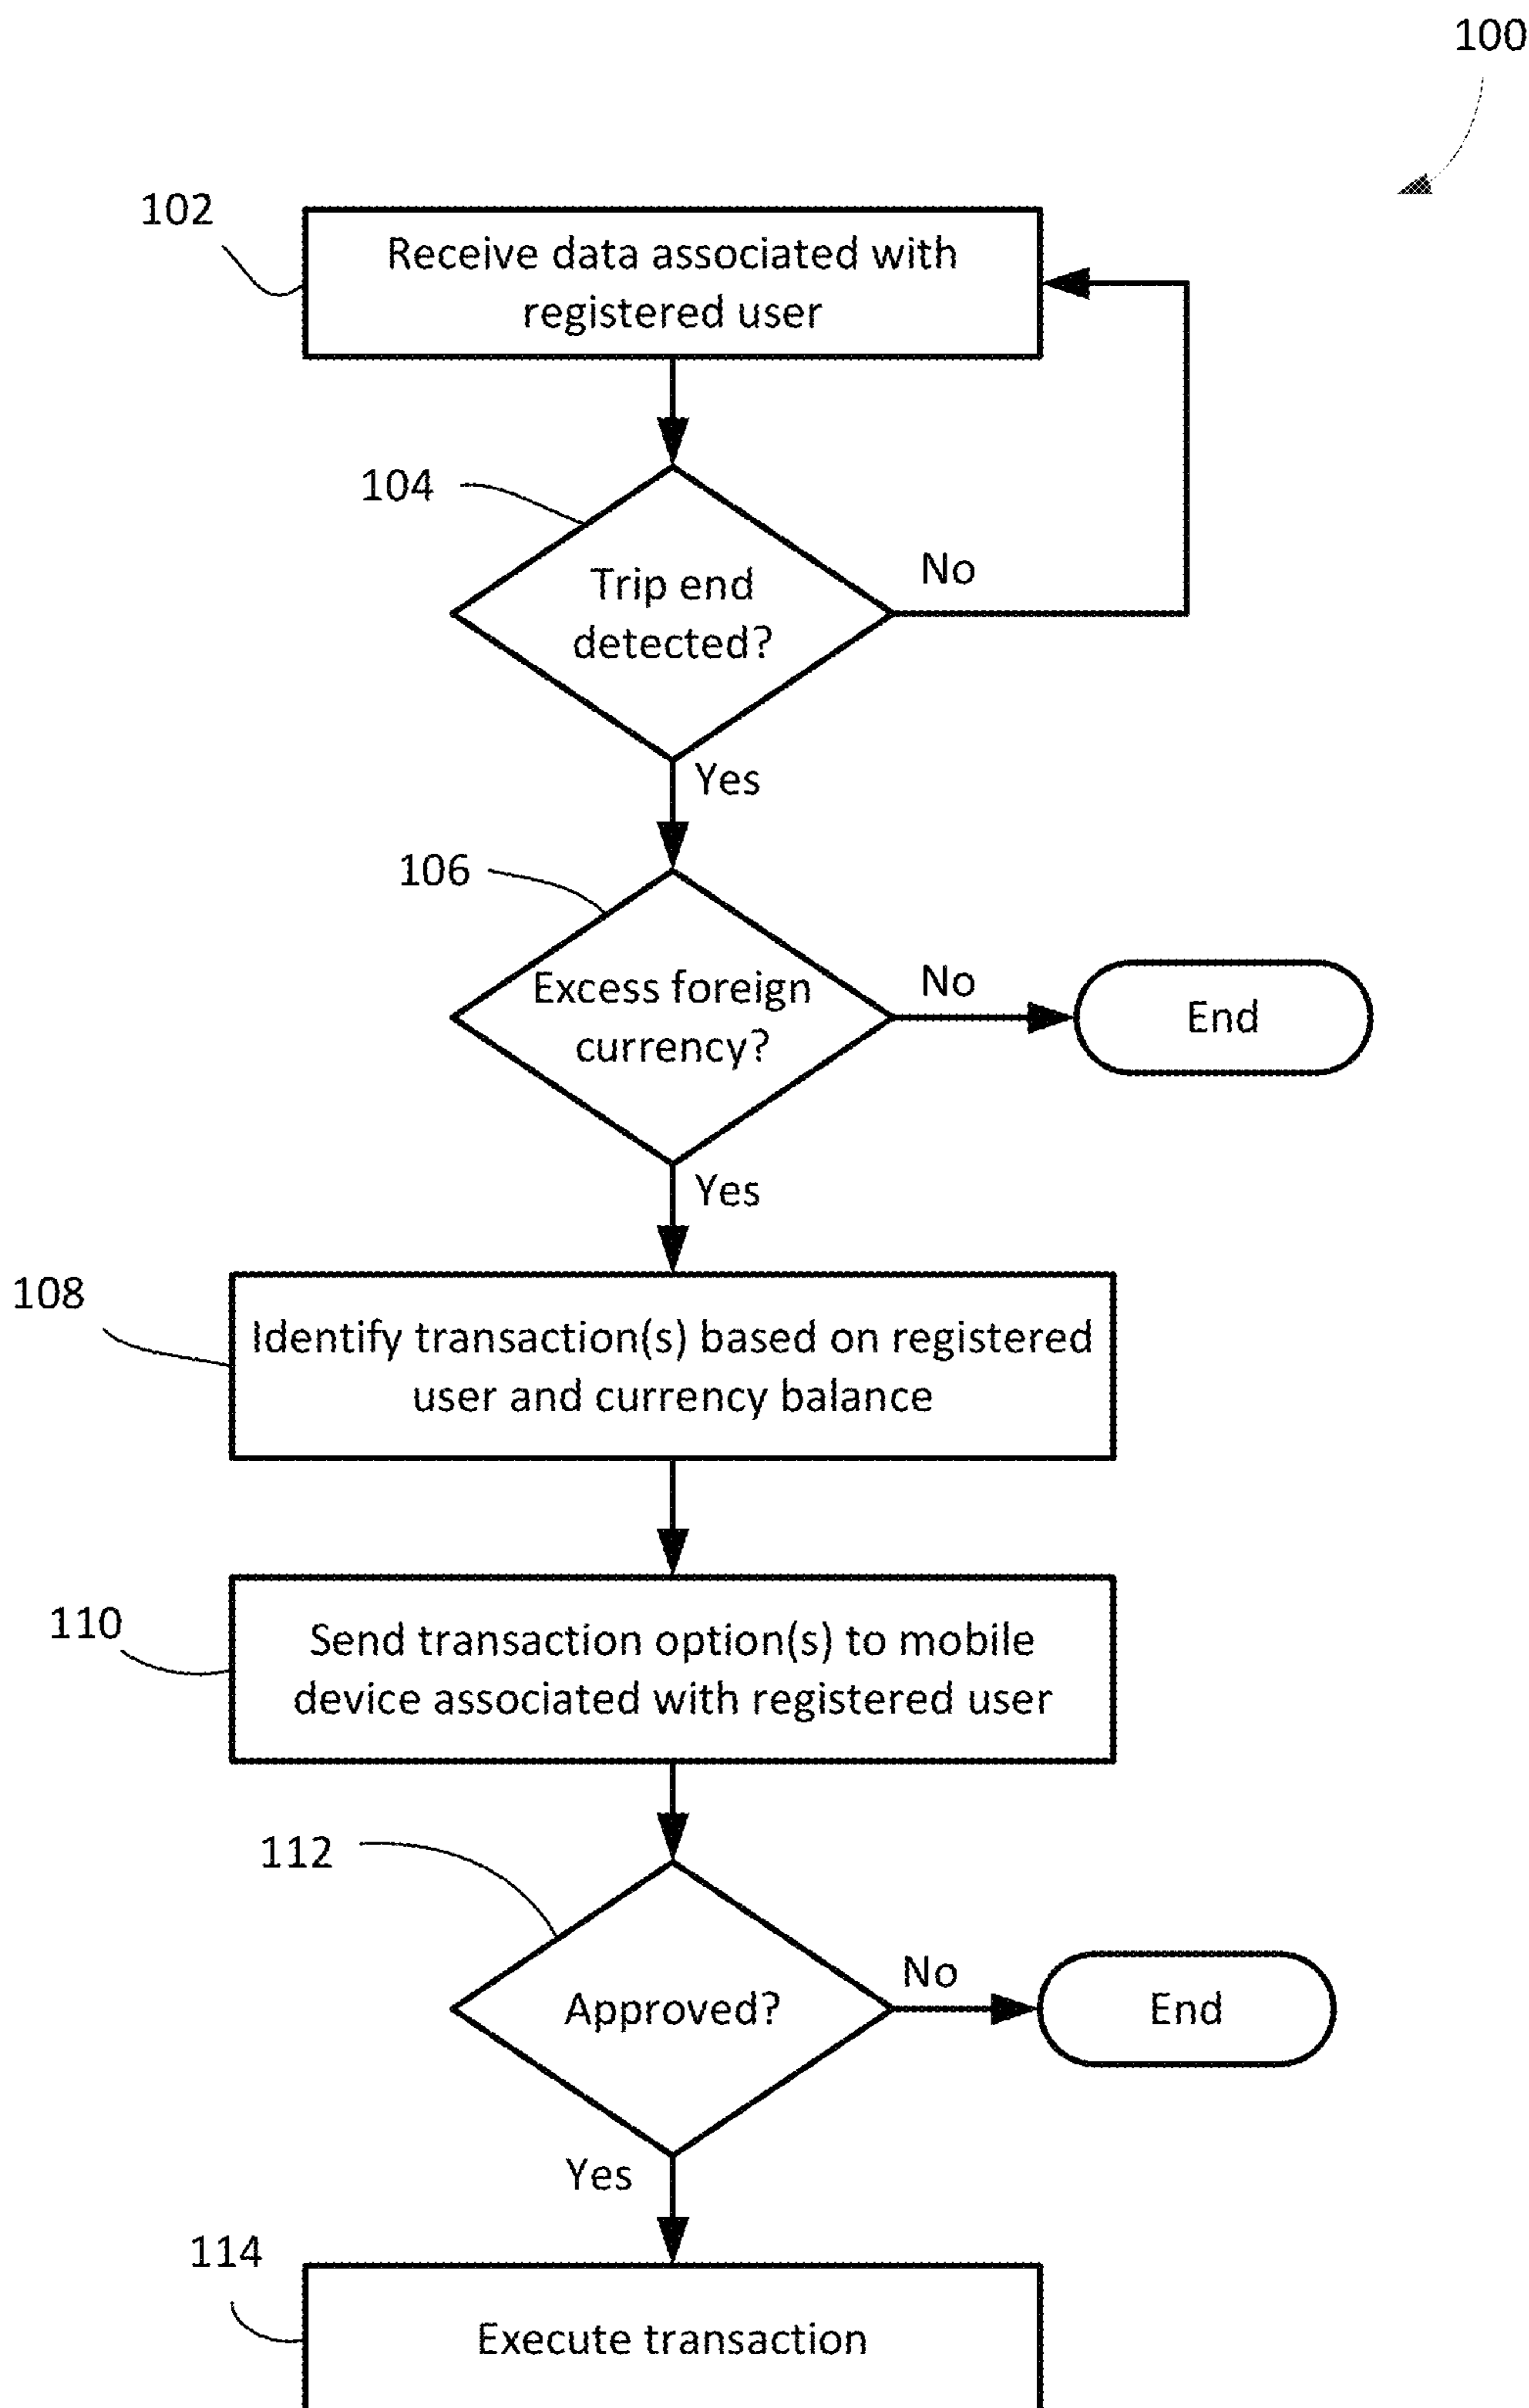 100
102
Receive data associated with
registered user
104
Trip end
detected?
No
Yes
106
Excess foreign
currency?
No
End
Yes
108
Identify transaction(s) based on registered
user and currency balance
110
Send transaction option(s) to mobile
device associated with registered user
112
Approved?
No
End
Yes
114
Execute transaction